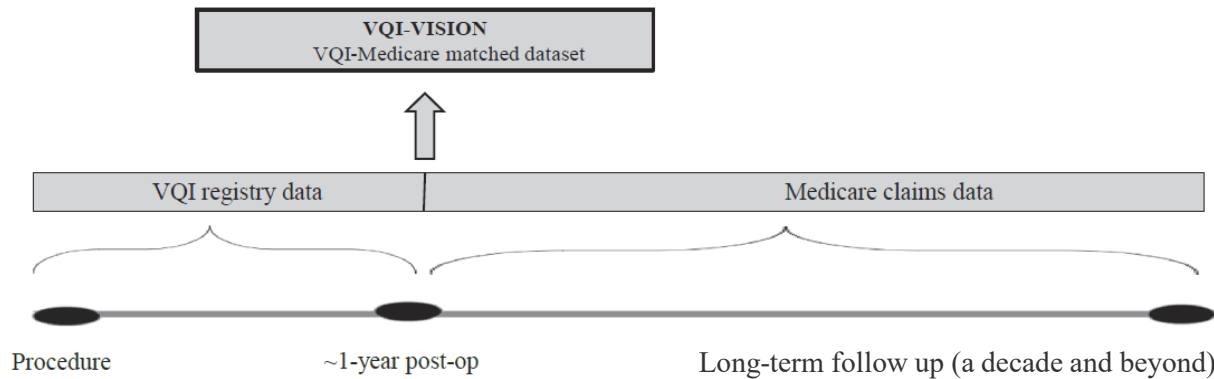 VQI-VISION
VQI-Medicare matched dataset
VQI registry data
Medicare claims data
Procedure
~1-year post-op
Long-term follow up (a decade and beyond)